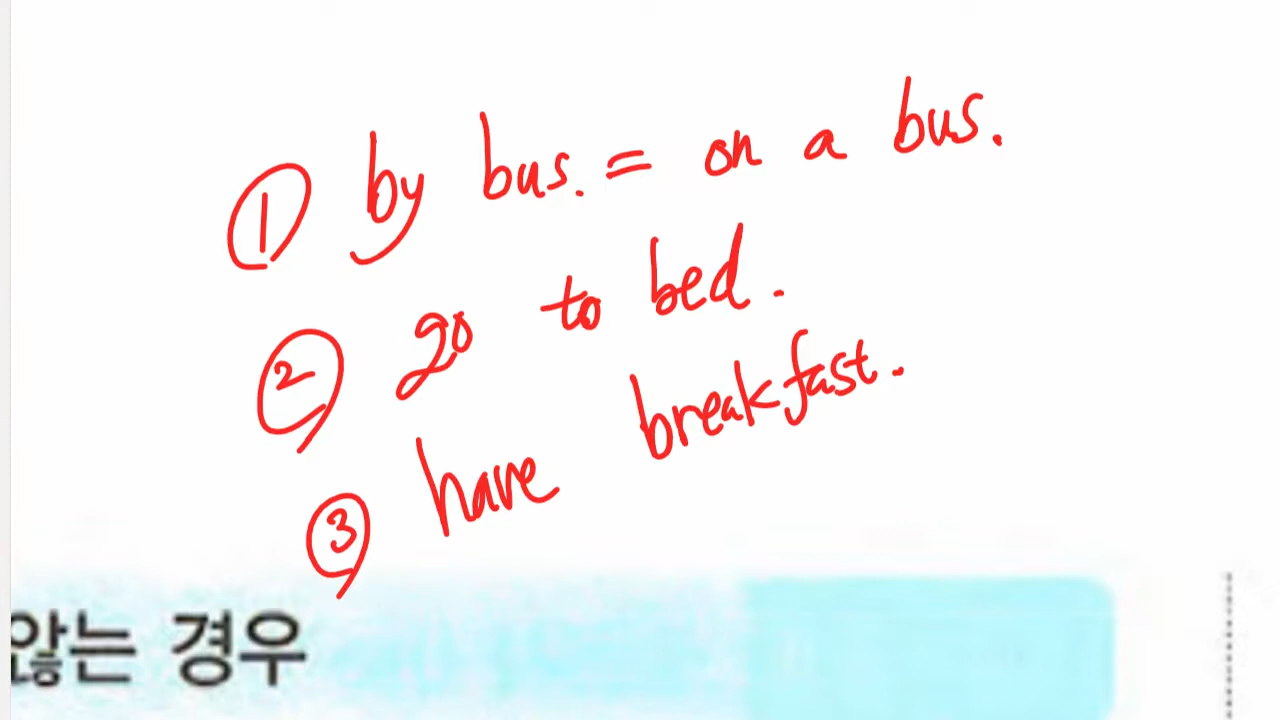 ① by bus. = on a bus.
② go to bed.
③ have breakfast.
않는 경우